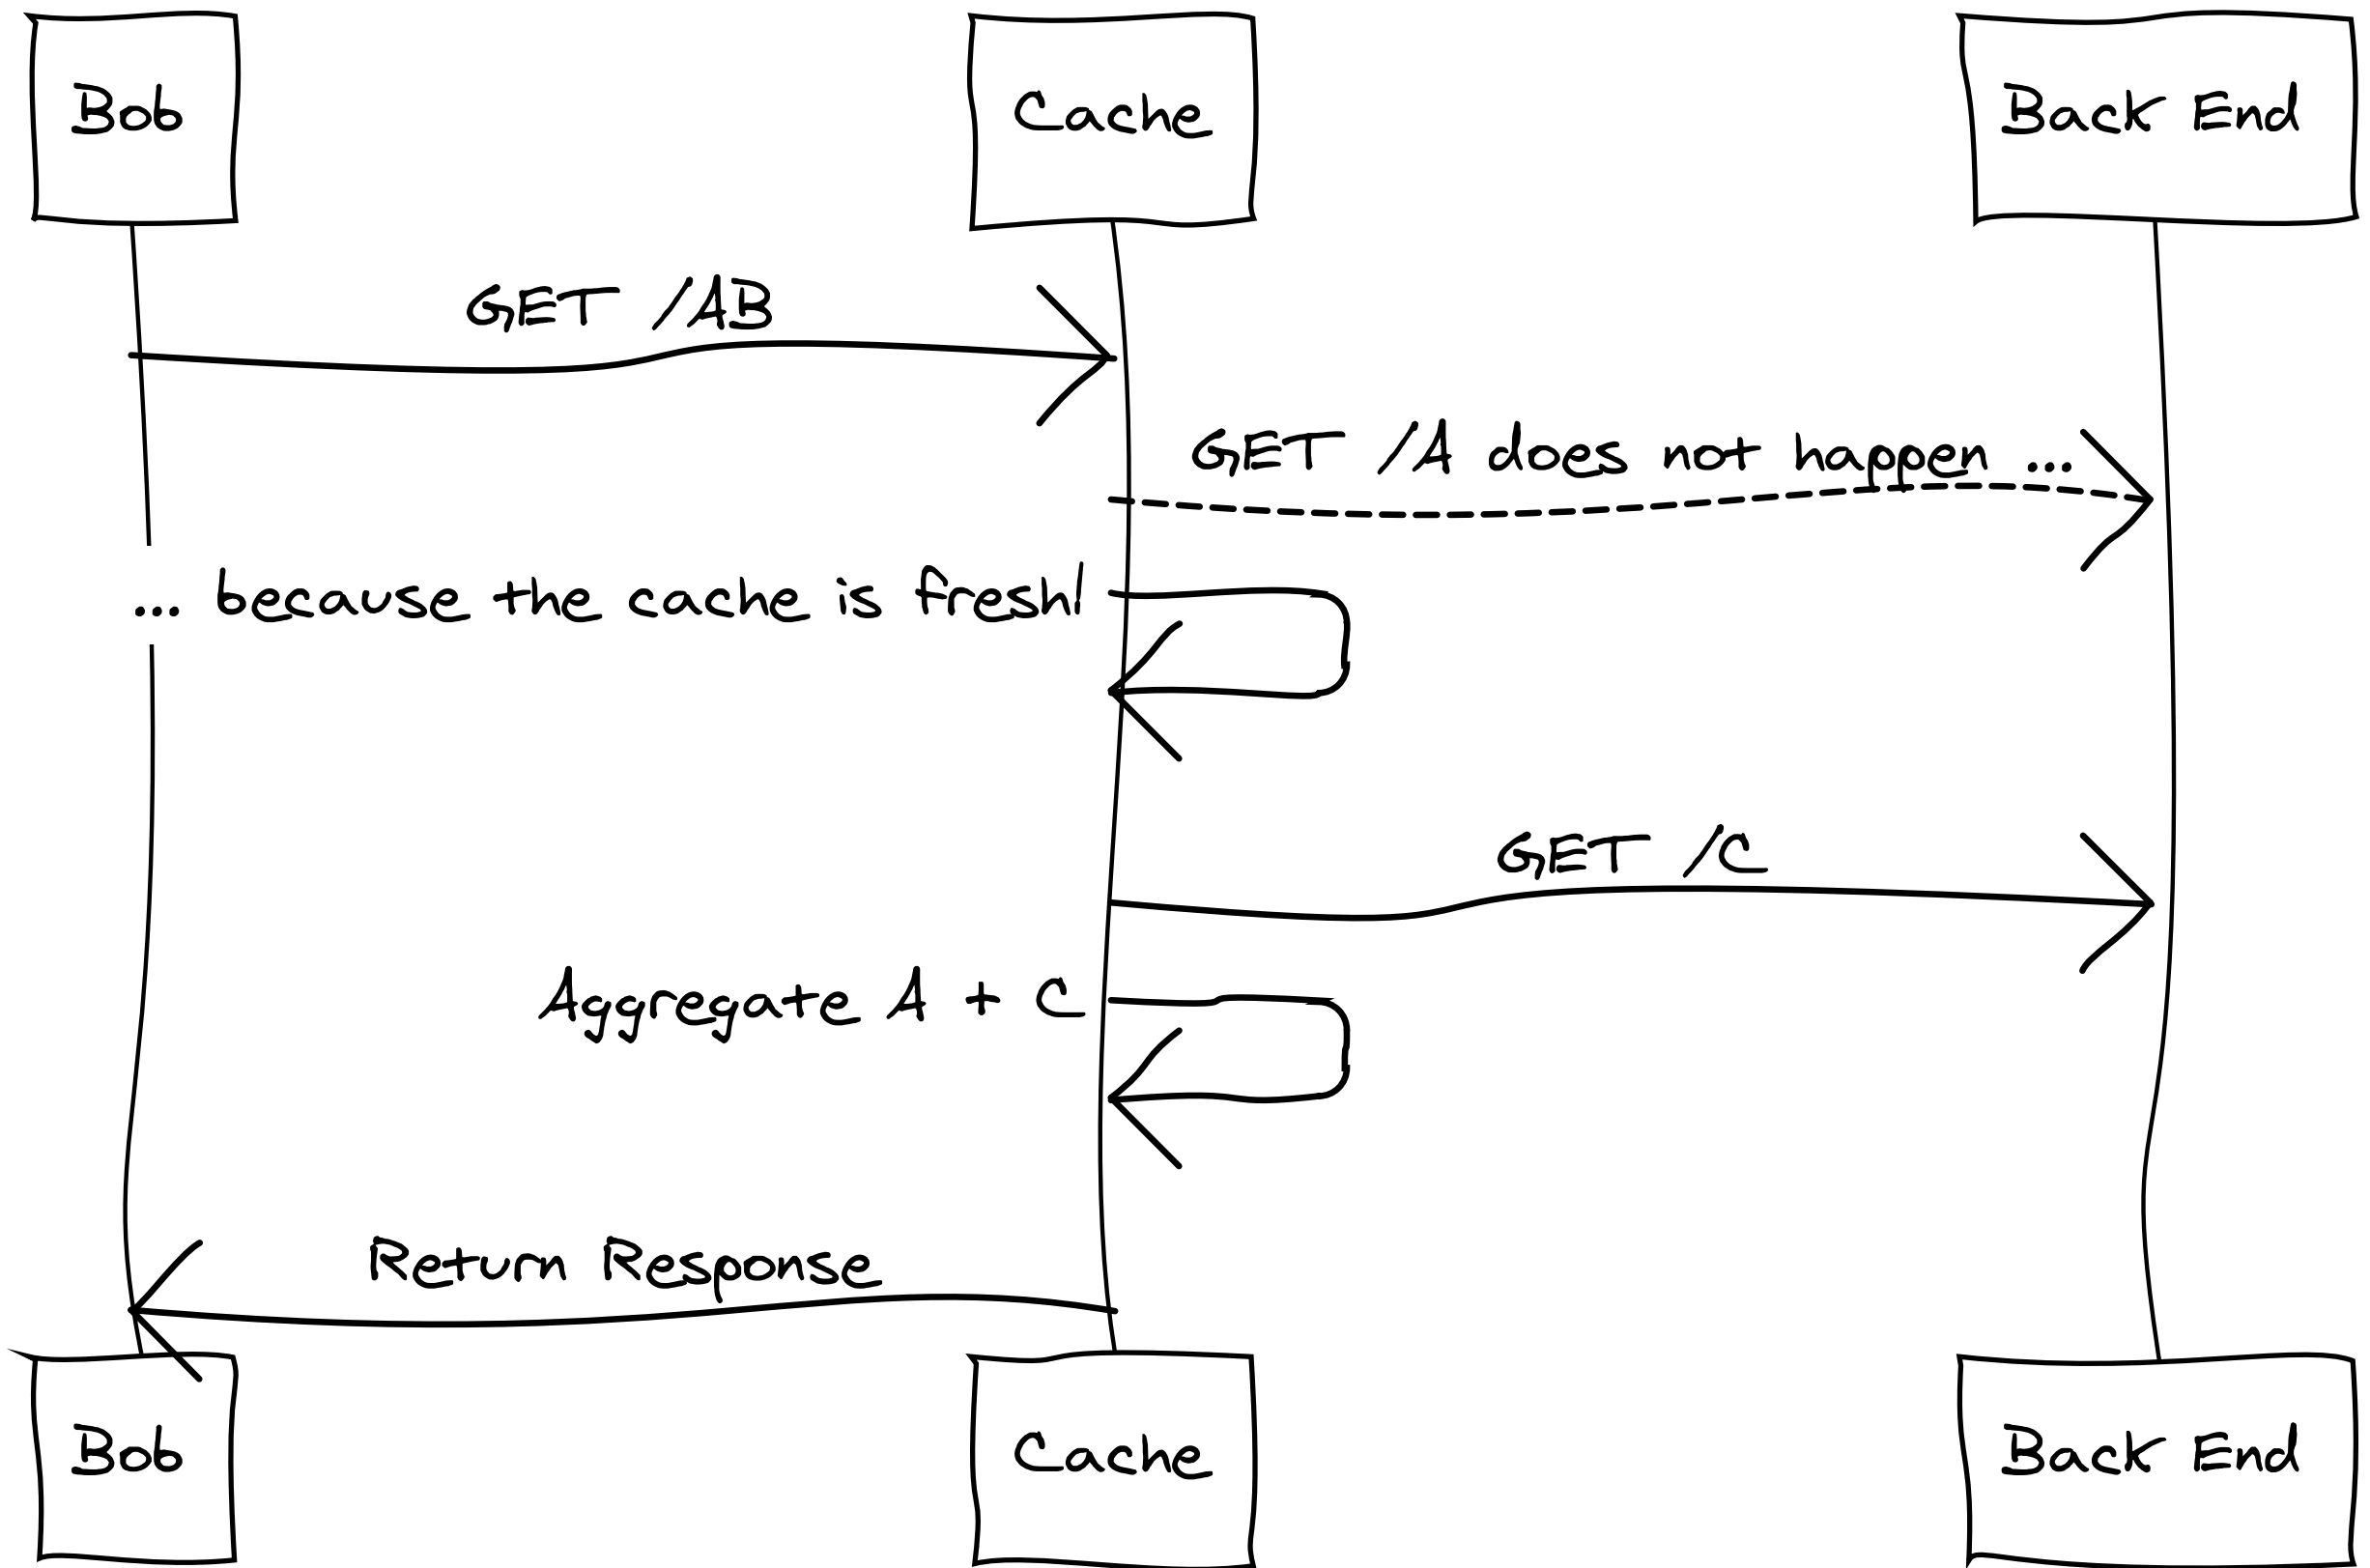 Bob
Cache
Back End
GET /AB
GET /A does not happen ...
... because the cache is fresh!
GET /C
Aggregate A + C
Return Response
Bob
Cache
Back End